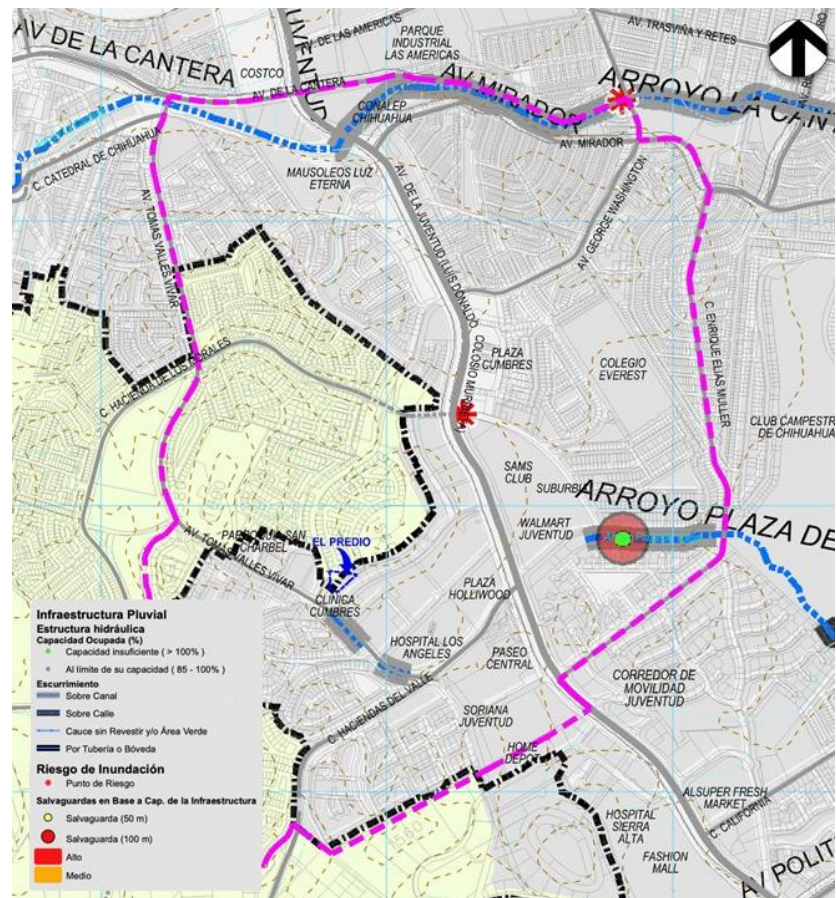 AV DE LA CANTERA
COSTCO
AV. DE LA CANTERA
JUVENTUD
AV. DE LAS AMERICAS
PARQUE
INDUSTRIAL
LAS AMERICAS
AV. TRASVIÑA Y RETES
AV MIRADOR
ARROYO LA CANT
CONALEP
CHIHUAHUA
AV. MIRADOR
C. CATEDRAL DE CHIHUAHUA
MAUSOLEOS LUZ
ETERNA
AV. TOMAS VALLES VIVAR
AV. DE LA JUVENTUD (LUIS DONALDO
COLOSIO MURRIETA
AV. GEORGE WASHINGTON
C. ENRIQUE ELIAS MULLER
PLAZA
CUMBRES
COLEGIO
EVEREST
C. HACIENDA DE LOS MORALES
CLUB CAMPESTR
DE CHIHUAHUA
SAMS
CLUB
SUBURBI
ARROYO PLAZA DE
WALMART
JUVENTUD
SAN
CHARBEL
AV. TOMAS VALLES VIVAR
EL PREDIO
CLINICA
CUMBRES
PLAZA
HOLLIWOOD
HOSPITAL LOS
ANGELES
PASEO
CENTRAL
C. HACIENDAS DEL VALLE
CORREDOR DE
MOVILIDAD
JUVENTUD
SORIANA
JUVENTUD
HOME
DEPOT
ALSUPER FRESH
MARKET
C. CALIFORNIA
HOSPITAL
SIERRA
ALTA
FASHION
MALL
AV POLIT
1560
Infraestructura Pluvial
Estructura hidráulica
Capacidad Ocupada (%)
Capacidad insuficiente ( > 100% )
Al límite de su capacidad ( 85 - 100% )
Escurrimiento
Sobre Canal
Sobre Calle
Cauce sin Revestir y/o Área Verde
Por Tubería o Bóveda
Riesgo de Inundación
Punto de Riesgo
Salvaguardas en Base a Cap. de la Infraestructura
Salvaguarda (50 m)
Salvaguarda (100 m)
Alto
Medio